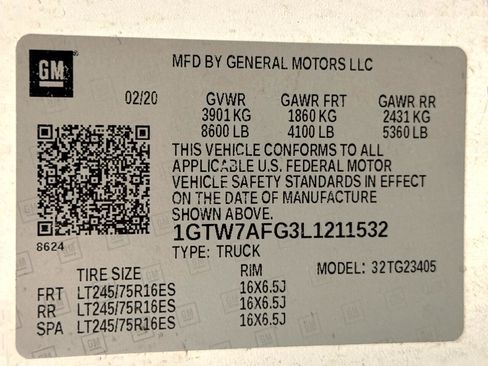 GM
MFD BY GENERAL MOTORS LLC
02/20 GVWR GAWR FRT GAWR RR
3901 KG 1860 KG 2431 KG
8600 LB 4100 LB 5360 LB
THIS VEHICLE CONFORMS TO ALL
APPLICABLE U.S. FEDERAL MOTOR
VEHICLE SAFETY STANDARDS IN EFFECT
ON THE DATE OF MANUFACTURE
1GTW7AFG3L1211532
8624
TYPE: TRUCK
TIRE SIZE RIM MODEL: 32TG23405
FRT LT245/75R16ES 16X6.5J
RR LT245/75R16ES 16X6.5J
SPA LT245/75R16ES 16X6.5J